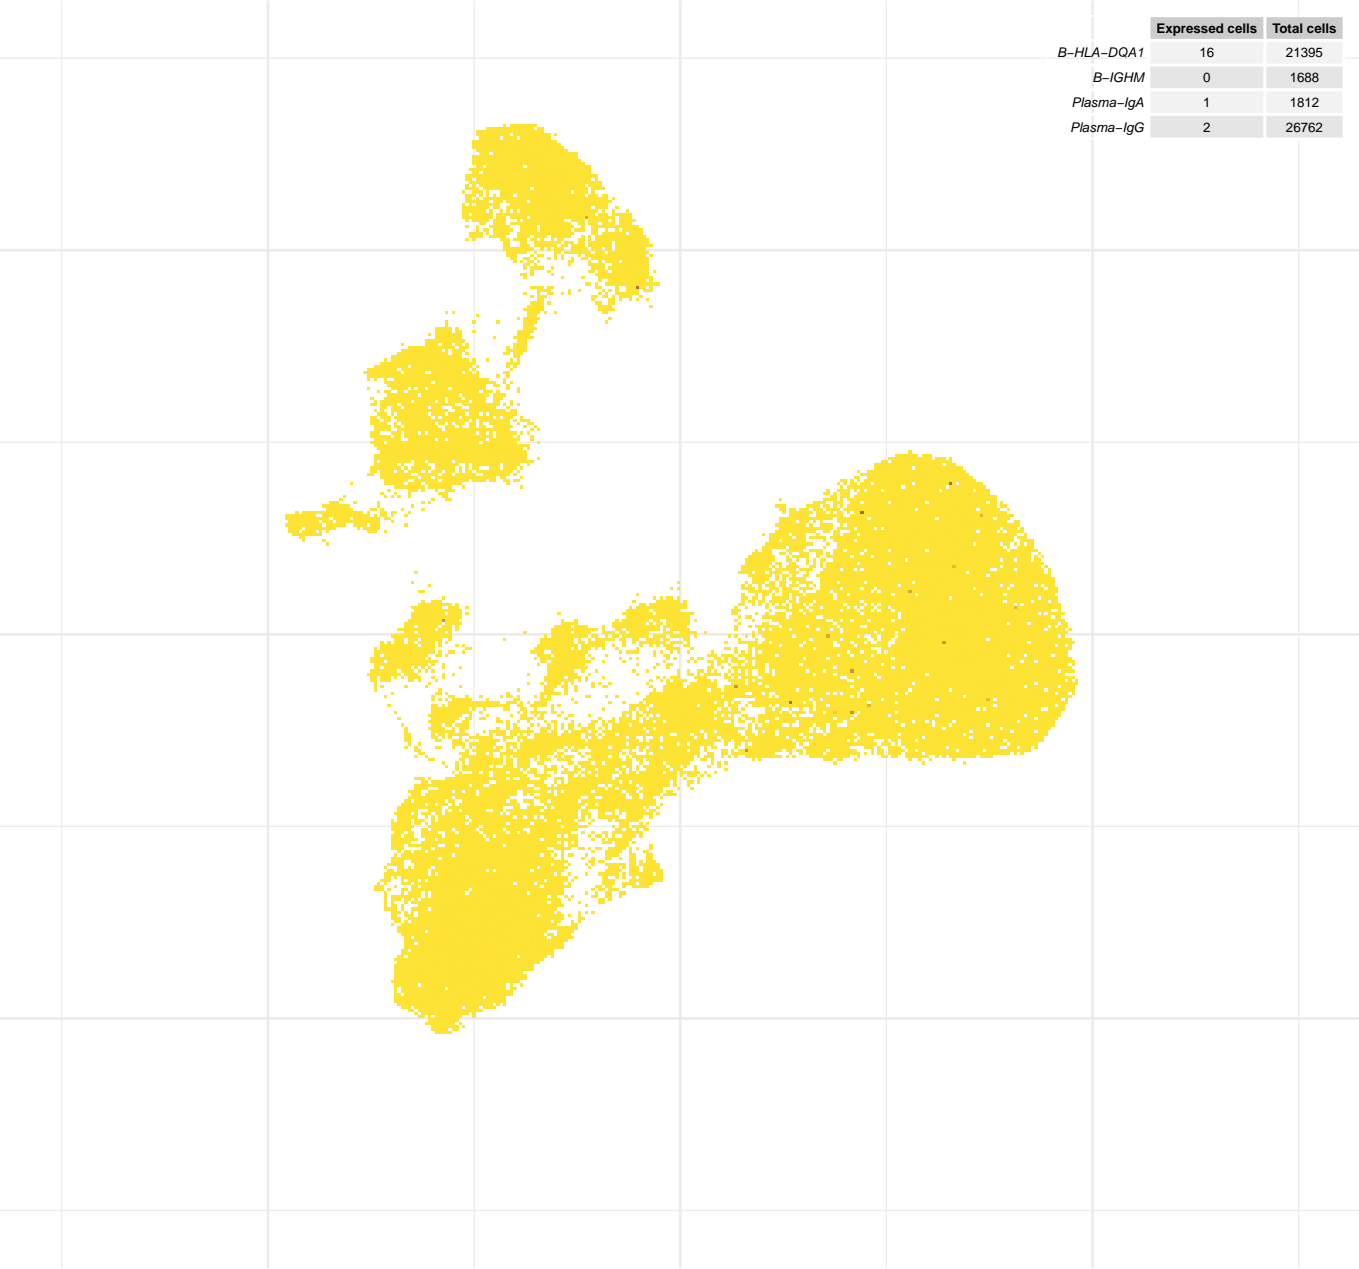 Expressed cells Total cells
B−HLA−DQA1 16 21395
B−IGHM 0 1688
Plasma−IgA 1 1812
Plasma−IgG 2 26762